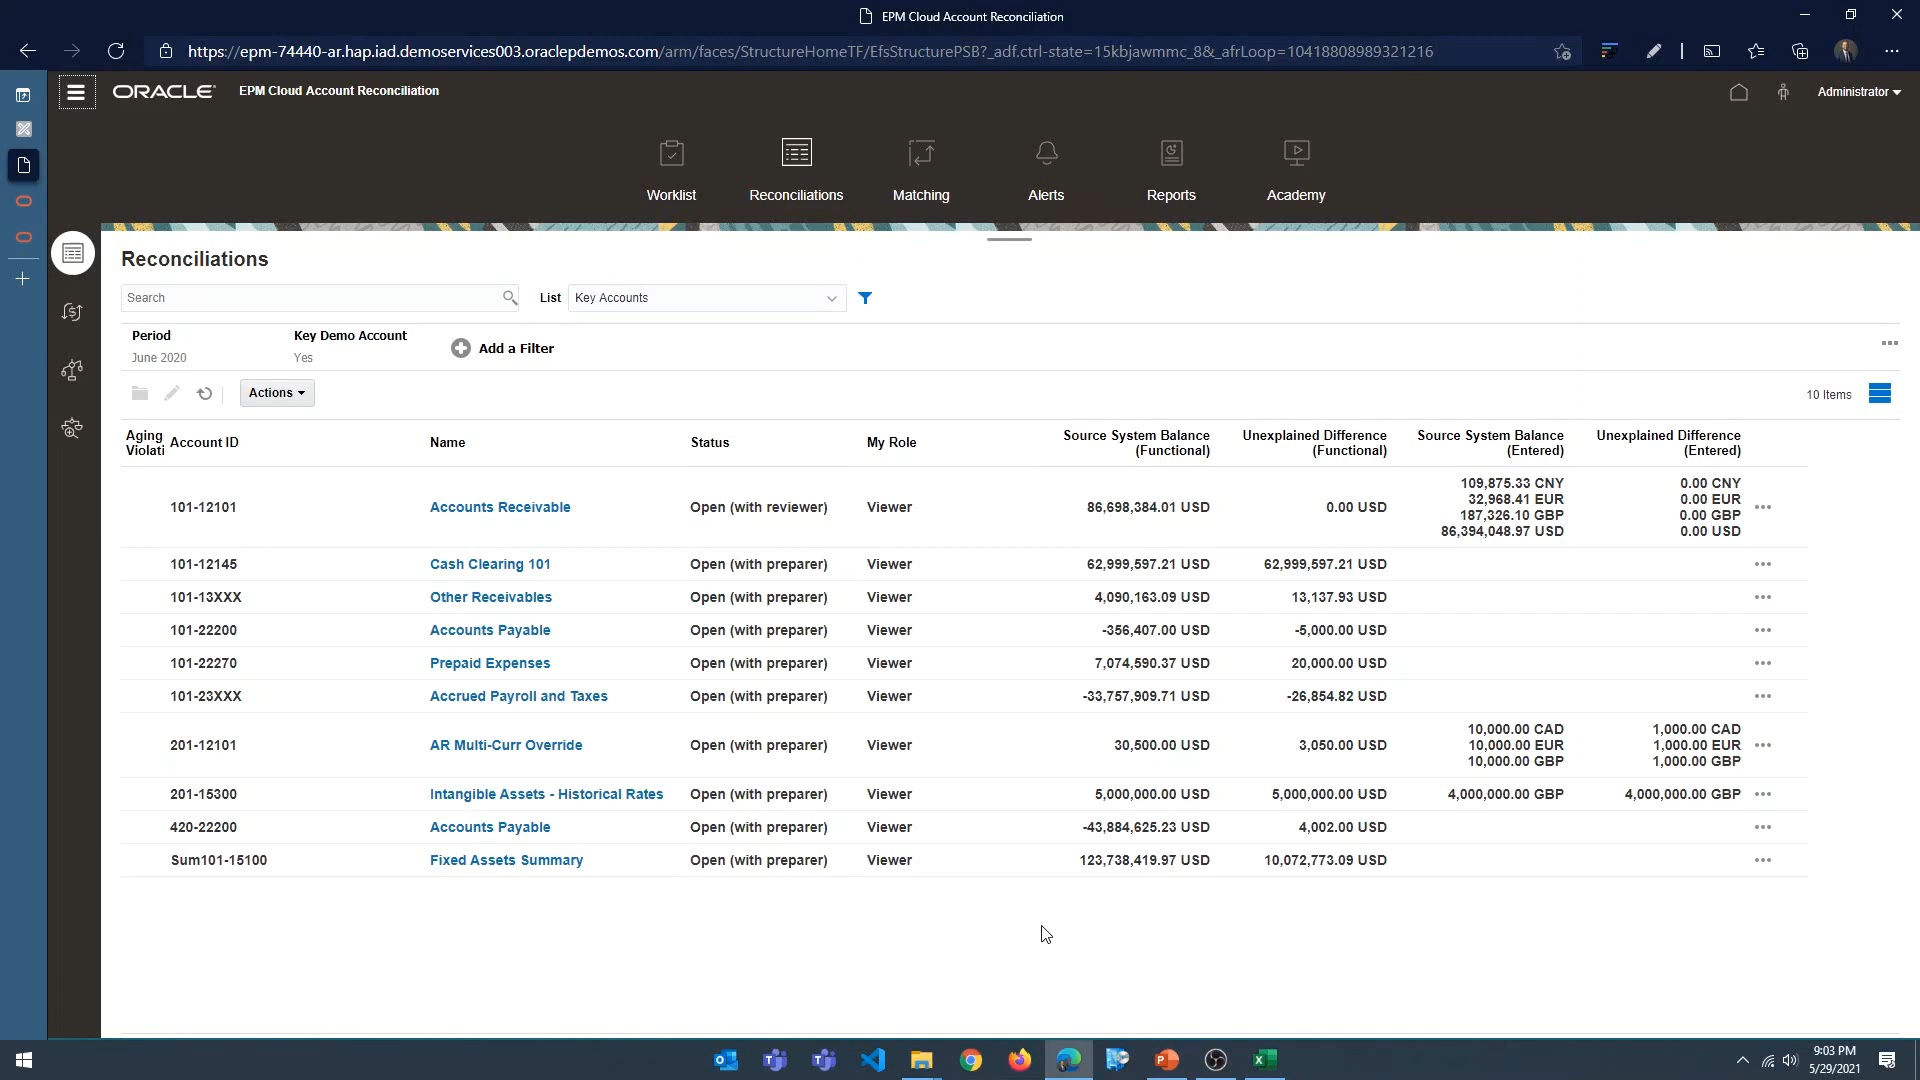 EPM Cloud Account Reconciliation
https://epm-74440-ar.hap.iad.demoservices003.oraclepdemos.com/arm/faces/StructureHomeTF/EfsStructurePSB?_adf.ctrl-state=15kbjawmmc_8&_afrLoop=10418808989321216
ORACLE EPM Cloud Account Reconciliation Administrator
Worklist Reconciliations Matching Alerts Reports Academy
Reconciliations
Search List Key Accounts
Period Key Demo Account
June 2020 Yes
Add a Filter
Actions 10 Items
Aging Source System Balance Unexplained Difference Source System Balance Unexplained Difference
Violati Account ID Name Status My Role (Functional) (Functional) (Entered) (Entered)
109,875.33 CNY 0.00 CNY
32,968.41 EUR 0.00 EUR
101-12101 Accounts Receivable Open (with reviewer) Viewer 86,698,384.01 USD 0.00 USD
187,326.10 GBP 0.00 GBP
86,394,048.97 USD 0.00 USD
101-12145 Cash Clearing 101 Open (with preparer) Viewer 62,999,597.21 USD 62,999,597.21 USD
101-13XXX Other Receivables Open (with preparer) Viewer 4,090,163.09 USD 13,137.93 USD
101-22200 Accounts Payable Open (with preparer) Viewer -356,407.00 USD -5,000.00 USD
101-22270 Prepaid Expenses Open (with preparer) Viewer 7,074,590.37 USD 20,000.00 USD
101-23XXX Accrued Payroll and Taxes Open (with preparer) Viewer -33,757,909.71 USD -26,854.82 USD
10,000.00 CAD 1,000.00 CAD
201-12101 AR Multi-Curr Override Open (with preparer) Viewer 30,500.00 USD 3,050.00 USD 10,000.00 EUR 1,000.00 EUR
10,000.00 GBP 1,000.00 GBP
201-15300 Intangible Assets - Historical Rates Open (with preparer) Viewer 5,000,000.00 USD 5,000,000.00 USD 4,000,000.00 GBP 4,000,000.00 GBP
420-22200 Accounts Payable Open (with preparer) Viewer -43,884,625.23 USD 4,002.00 USD
Sum101-15100 Fixed Assets Summary Open (with preparer) Viewer 123,738,419.97 USD 10,072,773.09 USD
9:03 PM
5/29/2021